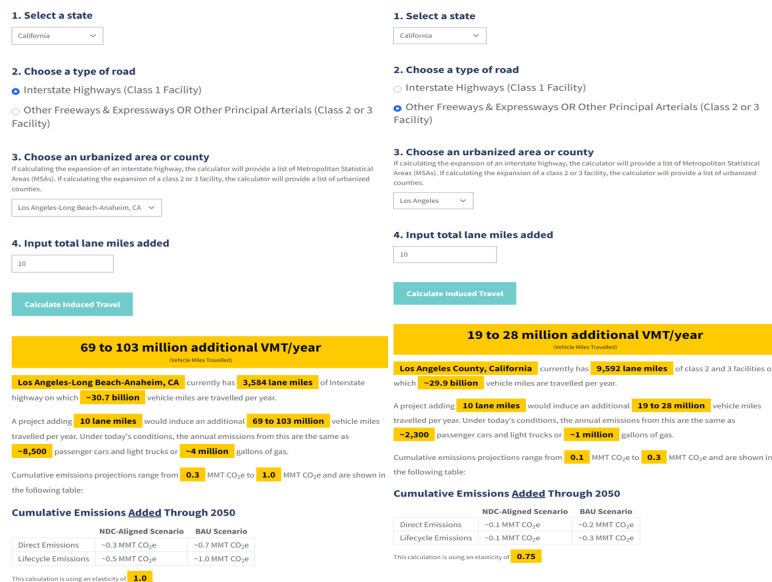 1. Select a state
California
2. Choose a type of road
Interstate Highways (Class 1 Facility)
Other Freeways & Expressways OR Other Principal Arterials (Class 2 or 3
Facility)
3. Choose an urbanized area or county
If calculating the expansion of an interstate highway, the calculator will provide a list of Metropolitan Statistical
Areas (MSAs). If calculating the expansion of a class 2 or 3 facility, the calculator will provide a list of urbanized
counties.
Los Angeles-Long Beach-Anaheim, CA
4. Input total lane miles added
10
Calculate Induced Travel
69 to 103 million additional VMT/year
(Vehicle Miles Travelled)
Los Angeles-Long Beach-Anaheim, CA currently has 3,584 lane miles of Interstate
highway on which ~30.7 billion vehicle miles are travelled per year.
A project adding 10 lane miles would induce an additional 69 to 103 million vehicle miles
travelled per year. Under today's conditions, the annual emissions from this are the same as
~8,500 passenger cars and light trucks or ~4 million gallons of gas.
Cumulative emissions projections range from 0.3 MMT CO₂e to 1.0 MMT CO₂e and are shown in
the following table:
Cumulative Emissions Added Through 2050
NDC-Aligned Scenario BAU Scenario
Direct Emissions ~0.3 MMT CO₂e ~0.7 MMT CO₂e
Lifecycle Emissions ~0.5 MMT CO₂e ~1.0 MMT CO₂e
This calculation is using an elasticity of 1.0
1. Select a state
California
2. Choose a type of road
Interstate Highways (Class 1 Facility)
Other Freeways & Expressways OR Other Principal Arterials (Class 2 or 3
Facility)
3. Choose an urbanized area or county
If calculating the expansion of an interstate highway, the calculator will provide a list of Metropolitan Statistical
Areas (MSAs). If calculating the expansion of a class 2 or 3 facility, the calculator will provide a list of urbanized
counties.
Los Angeles
4. Input total lane miles added
10
Calculate Induced Travel
19 to 28 million additional VMT/year
(Vehicle Miles Travelled)
Los Angeles County, California currently has 9,592 lane miles of class 2 and 3 facilities o
which ~29.9 billion vehicle miles are travelled per year.
A project adding 10 lane miles would induce an additional 19 to 28 million vehicle miles
travelled per year. Under today's conditions, the annual emissions from this are the same as
~2,300 passenger cars and light trucks or ~1 million gallons of gas.
Cumulative emissions projections range from 0.1 MMT CO₂e to 0.3 MMT CO₂e and are shown in
the following table:
Cumulative Emissions Added Through 2050
NDC-Aligned Scenario BAU Scenario
Direct Emissions ~0.1 MMT CO₂e ~0.2 MMT CO₂e
Lifecycle Emissions ~0.1 MMT CO₂e ~0.3 MMT CO₂e
This calculation is using an elasticity of 0.75